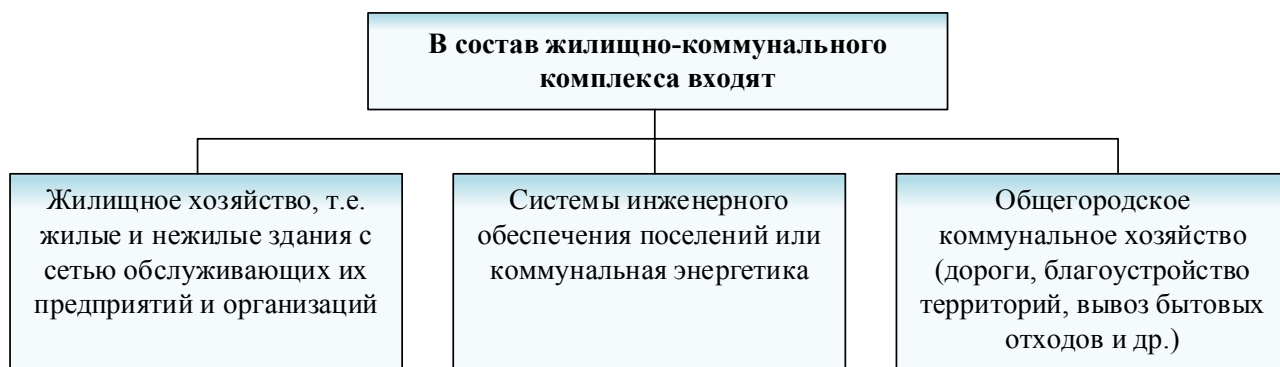 В состав жилищно-коммунального
комплекса входят
Жилищное хозяйство, т.е.
жилые и нежилые здания с
сетью обслуживающих их
предприятий и организаций
Системы инженерного
обеспечения поселений или
коммунальная энергетика
Общегородское
коммунальное хозяйство
(дороги, благоустройство
территорий, вывоз бытовых
отходов и др.)